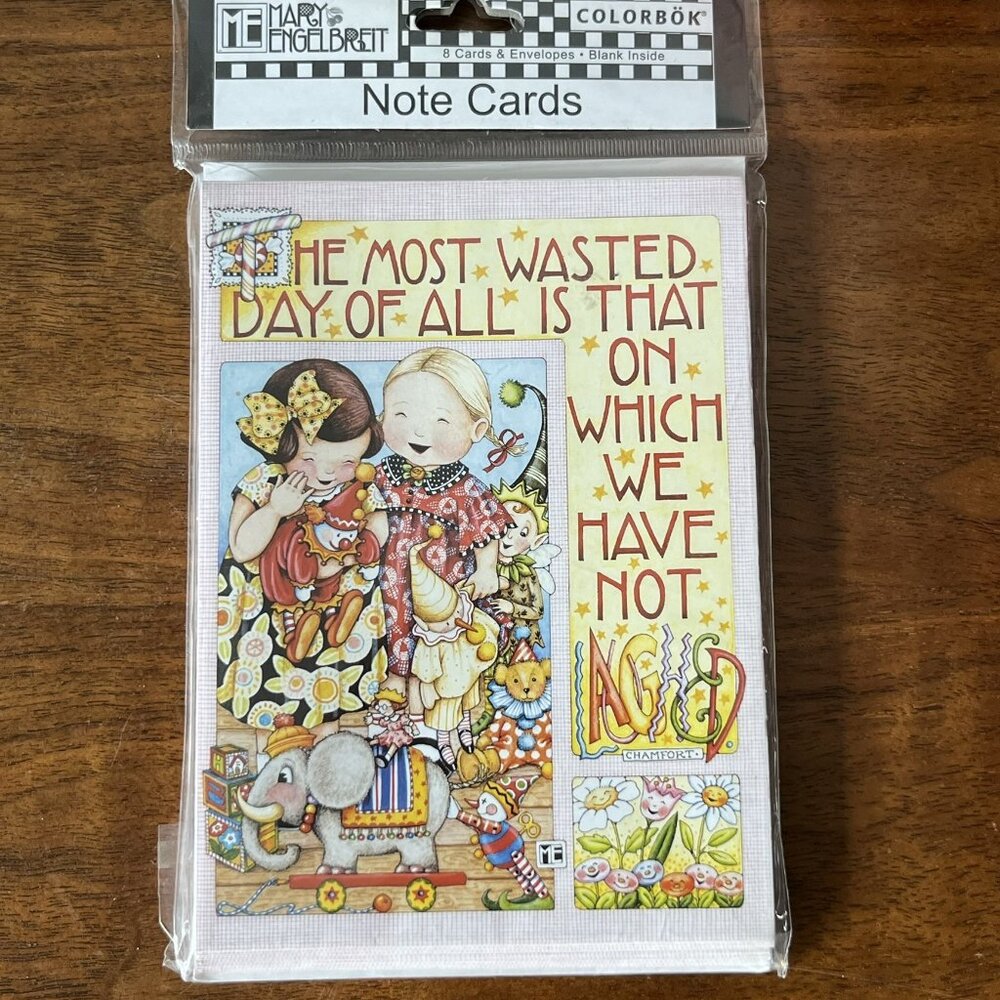 ME MARY
ENGELBREIT
COLORBÖK®
8 Cards & Envelopes • Blank Inside
Note Cards
THE MOST WASTED
DAY OF ALL IS THAT
ON
WHICH
WE
HAVE
NOT
LAUGHED.
CHAMFORT.
ME